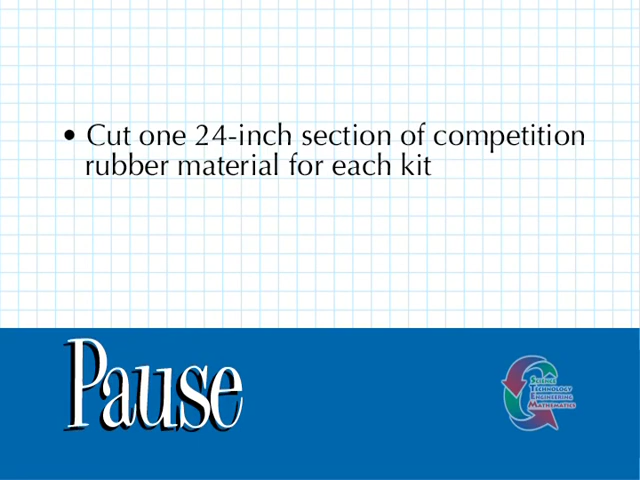 • Cut one 24-inch section of competition
rubber material for each kit
Pause
Science
Technology
Engineering
Mathematics